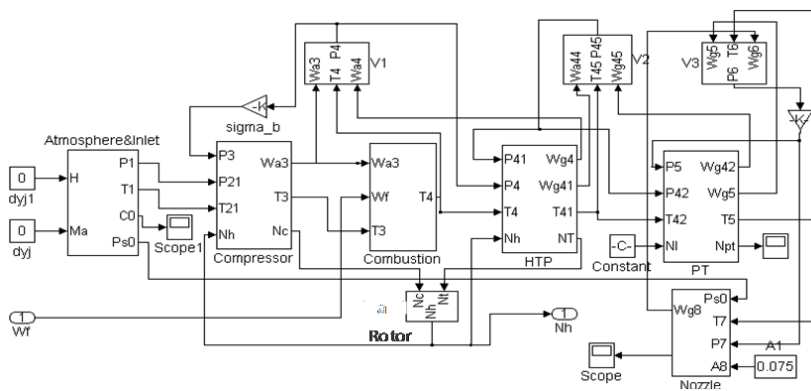 Wa3
T4 P4
Wa4
V1
Wa44
T45 P45
Wg45
V2
Wg5
T6
P6
Wg6
V3
-K-
sigma_b
-K-
Atmosphere&Inlet
0
dyj1
0
dyj
H
Ma
P1
T1
C0
Ps0
Scope1
P3
P21
T21
Nh
Wa3
T3
Nc
Compressor
Wa3
Wf
T3
T4
Combustion
P41
P4
T4
Nh
Wg4
Wg41
T41
NT
HTP
-C-
Constant
P5
P42
T42
NI
Wg42
Wg5
T5
Npt
PT
1
Wf
Nc
Nh
Nt
Rotor
1
Nh
Scope
Wg8
Ps0
T7
P7
A8
Nozzle
A1
0.075